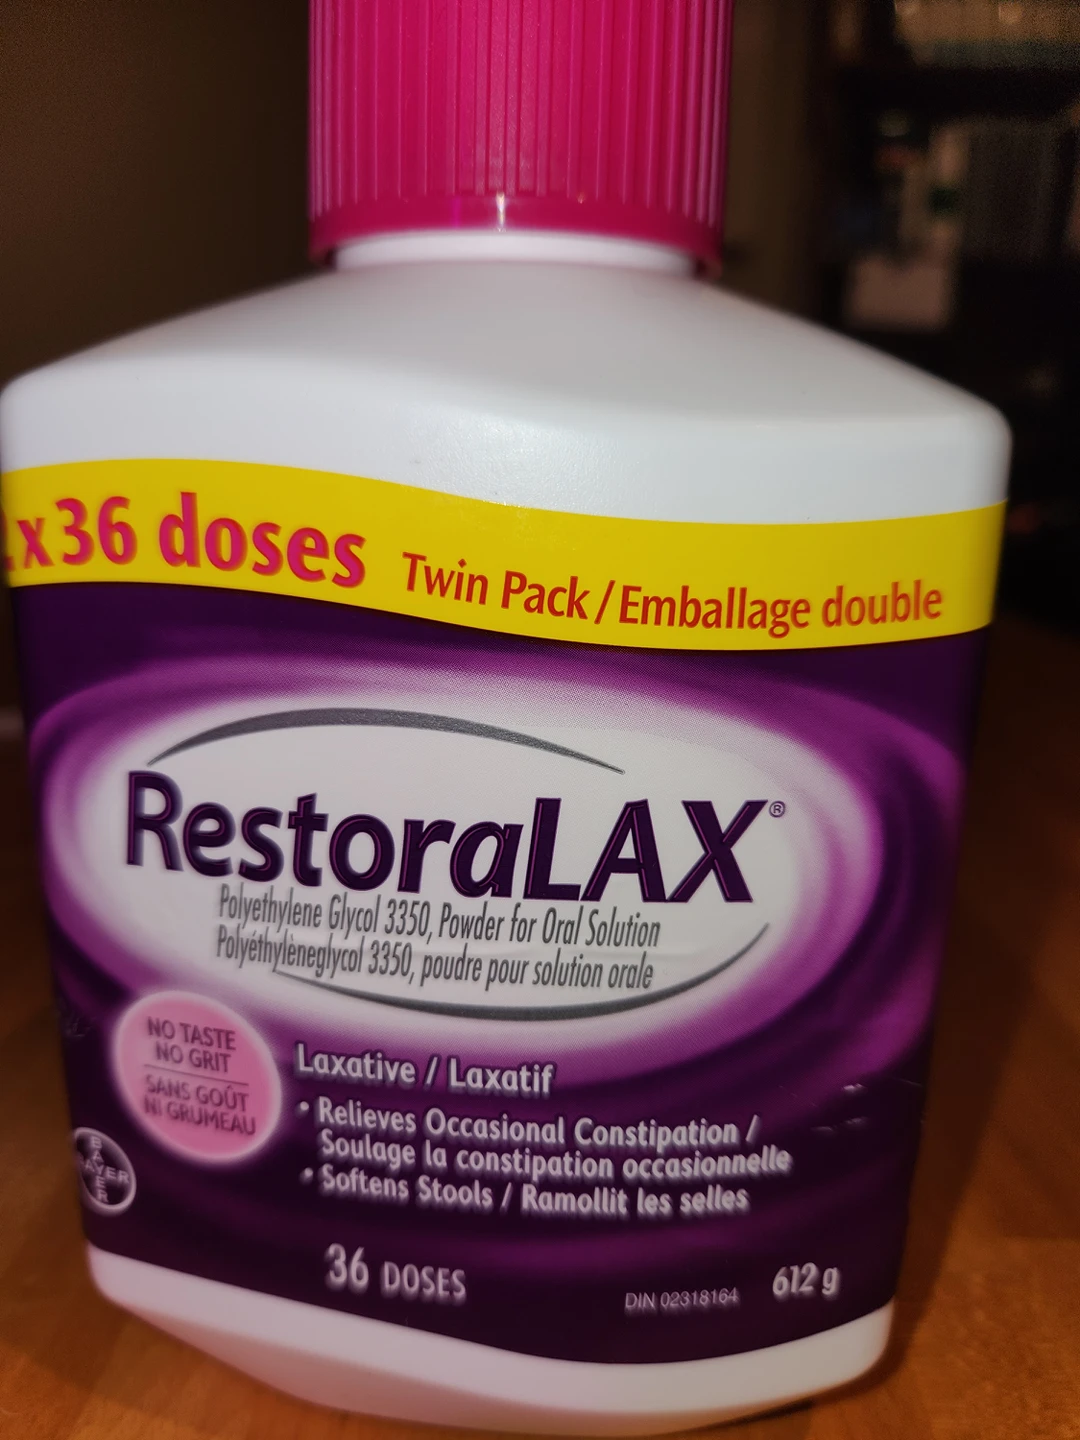 x 36 doses Twin Pack / Emballage double
RestoraLAX®
Polyethylene Glycol 3350, Powder for Oral Solution
Polyéthylèneglycol 3350, poudre pour solution orale
NO TASTE
NO GRIT
SANS GOÛT
NI GRUMEAU
Laxative / Laxatif
• Relieves Occasional Constipation /
Soulage la constipation occasionnelle
• Softens Stools / Ramollit les selles
BAYER
BAYER
36 DOSES
DIN 02318164
612 g